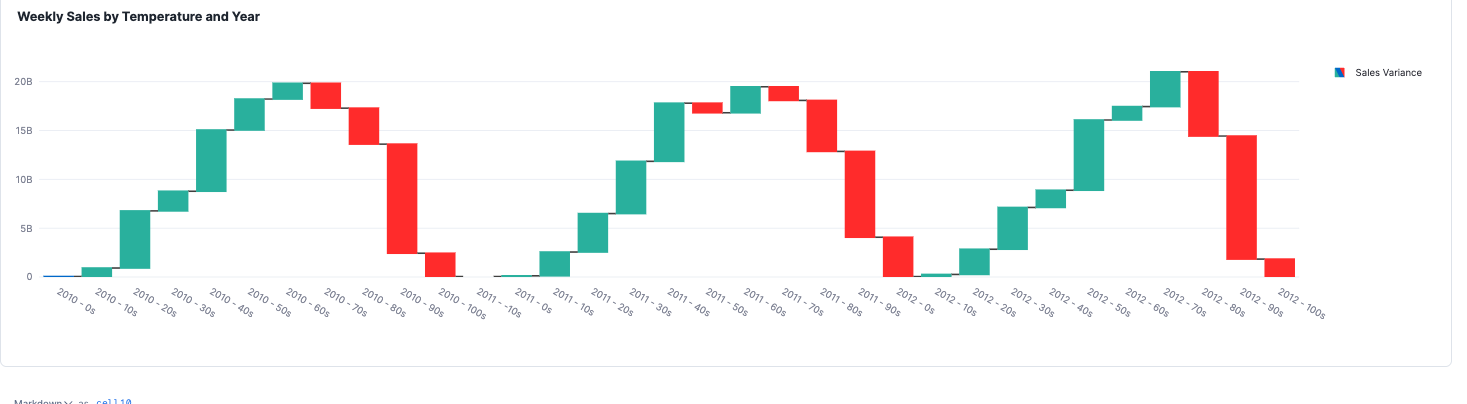 Weekly Sales by Temperature and Year
Sales Variance
20B
15B
10B
5B
0
2010 - 0s
2010 - 10s
2010 - 20s
2010 - 30s
2010 - 40s
2010 - 50s
2010 - 60s
2010 - 70s
2010 - 80s
2010 - 90s
2010 - 100s
2011 - -10s
2011 - 0s
2011 - 10s
2011 - 20s
2011 - 30s
2011 - 40s
2011 - 50s
2011 - 60s
2011 - 70s
2011 - 80s
2011 - 90s
2012 - 0s
2012 - 10s
2012 - 20s
2012 - 30s
2012 - 40s
2012 - 50s
2012 - 60s
2012 - 70s
2012 - 80s
2012 - 90s
2012 - 100s
Markdown as cell10